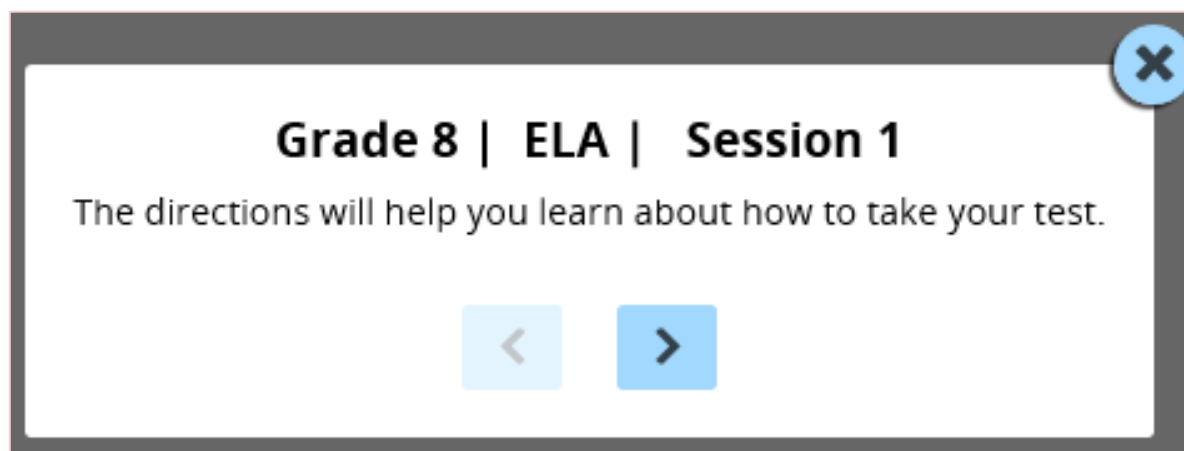 Grade 8 | ELA | Session 1
The directions will help you learn about how to take your test.